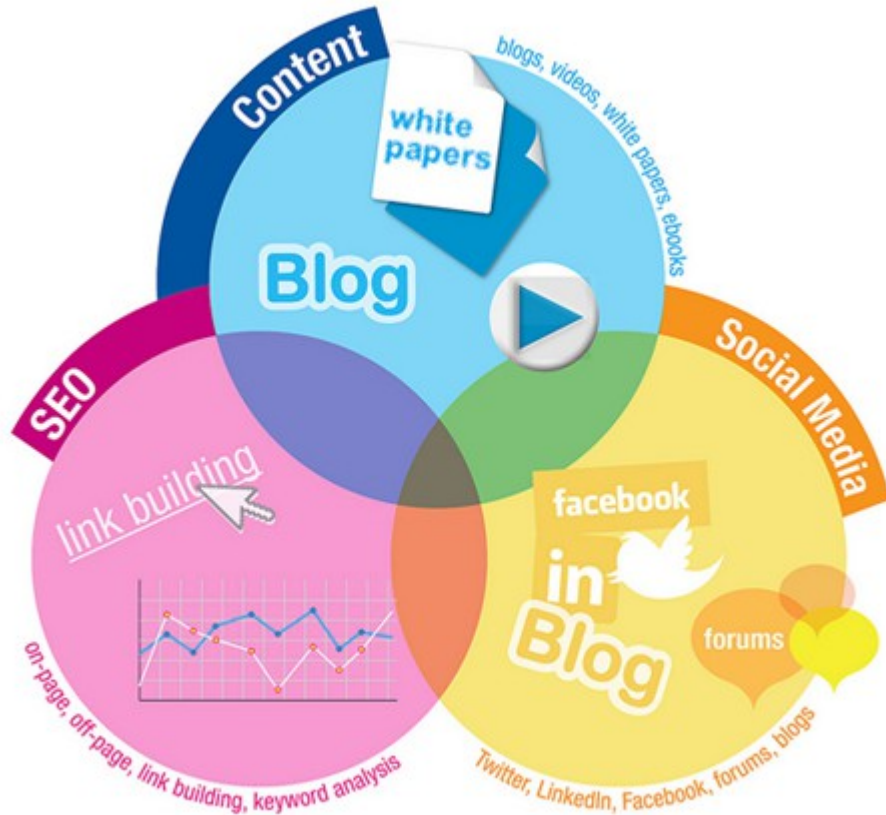 Content
blogs, videos, white papers, ebooks
white
papers
Blog
SEO
Social Media
link building
facebook
in
Blog
forums
on-page, off-page, link building, keyword analysis
Twitter, LinkedIn, Facebook, forums, blogs